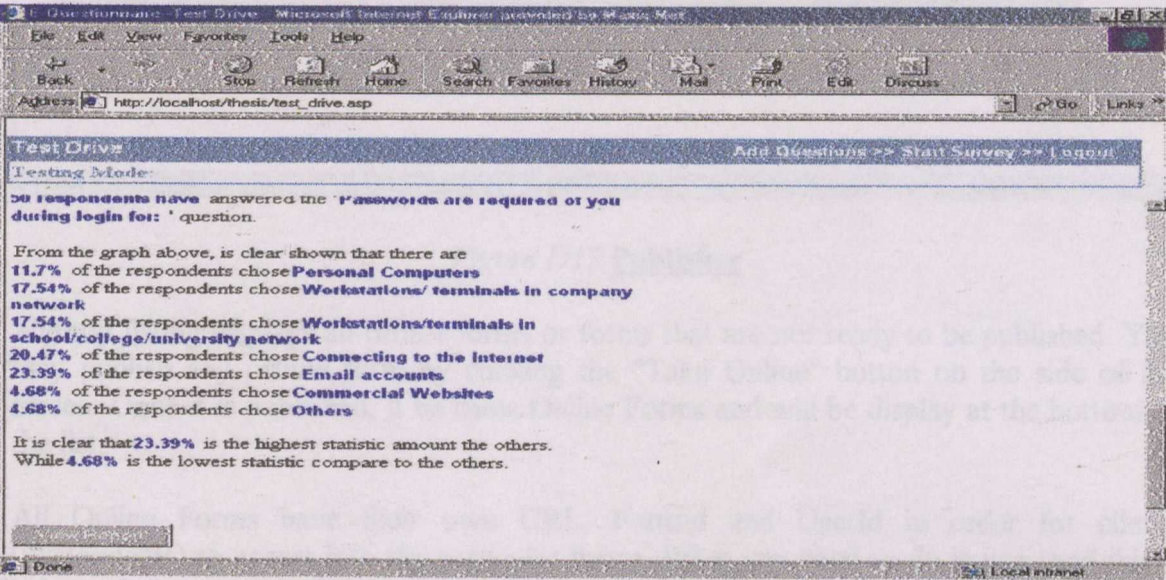 Questionnaire Test Drive - Microsoft Internet Explorer provided by
File Edit View Favorites Tools Help
Back Stop Refresh Home Search Favorites History Mail Print Edit Discuss
Address http://localhost/thesis/test_drive.asp Go Links
Test Drive Add Questions >> Start Survey >> Logout
Testing Mode:
50 respondents have answered the 'Passwords are required of you
during login for: ' question.
From the graph above, is clear shown that there are
11.7% of the respondents chose Personal Computers
17.54% of the respondents chose Workstations/ terminals in company
network
17.54% of the respondents chose Workstations/terminals in
school/college/university network
20.47% of the respondents chose Connecting to the Internet
23.39% of the respondents chose Email accounts
4.68% of the respondents chose Commercial Websites
4.68% of the respondents chose Others
It is clear that 23.39% is the highest statistic amount the others.
While 4.68% is the lowest statistic compare to the others.
Done Local intranet